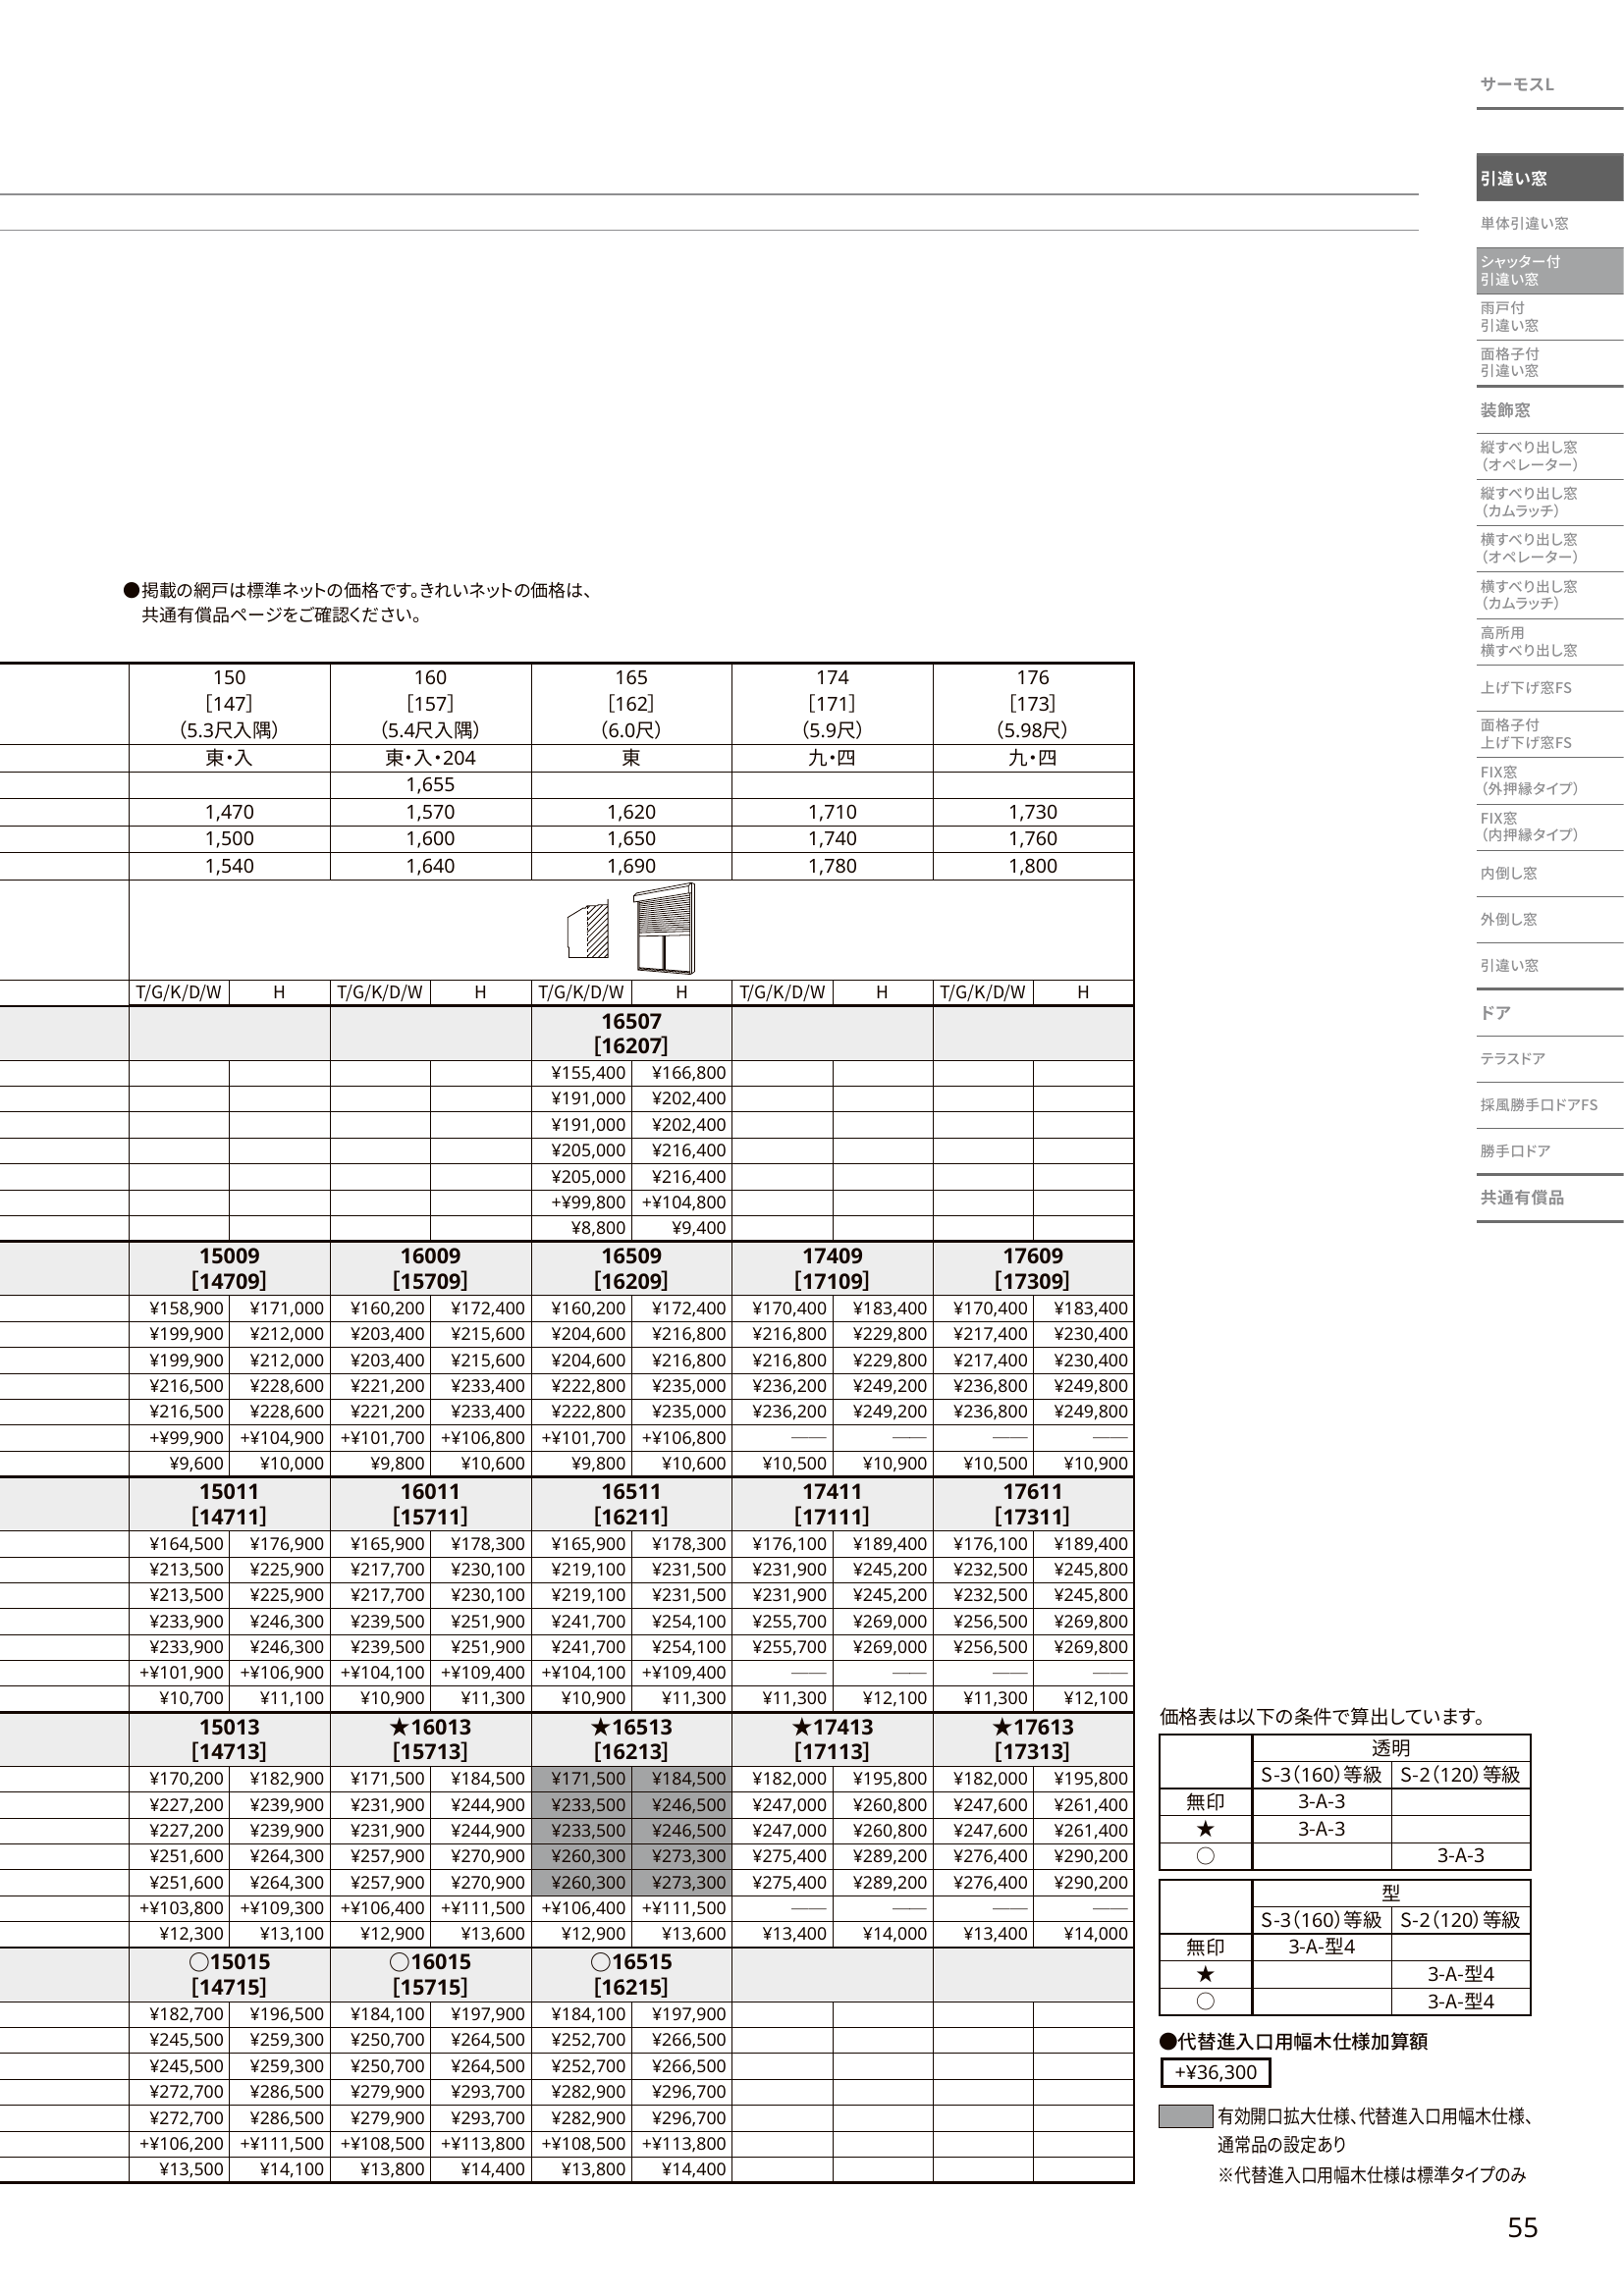 サーモスL
引違い窓
単体引違い窓
シャッター付
引違い窓
雨戸付
引違い窓
面格子付
引違い窓
装飾窓
縦すべり出し窓
（オペレーター）
縦すべり出し窓
（カムラッチ）
横すべり出し窓
（オペレーター）
横すべり出し窓
（カムラッチ）
高所用
横すべり出し窓
上げ下げ窓FS
面格子付
上げ下げ窓FS
FIX窓
（外押縁タイプ）
FIX窓
（内押縁タイプ）
内倒し窓
外倒し窓
引違い窓
ドア
テラスドア
採風勝手口ドアFS
勝手口ドア
共通有償品
●掲載の網戸は標準ネットの価格です。きれいネットの価格は、
共通有償品ページをご確認ください。
150 160 165 174 176
［147］ ［157］ ［162］ ［171］ ［173］
（5.3尺入隅） （5.4尺入隅） （6.0尺） （5.9尺） （5.98尺）
東・入 東・入・204 東 九・四 九・四
1,655
1,470 1,570 1,620 1,710 1,730
1,500 1,600 1,650 1,740 1,760
1,540 1,640 1,690 1,780 1,800
T/G/K/D/W H T/G/K/D/W H T/G/K/D/W H T/G/K/D/W H T/G/K/D/W H
16507
［16207］
¥155,400 ¥166,800
¥191,000 ¥202,400
¥191,000 ¥202,400
¥205,000 ¥216,400
¥205,000 ¥216,400
+¥99,800 +¥104,800
¥8,800 ¥9,400
15009 16009 16509 17409 17609
［14709］ ［15709］ ［16209］ ［17109］ ［17309］
¥158,900 ¥171,000 ¥160,200 ¥172,400 ¥160,200 ¥172,400 ¥170,400 ¥183,400 ¥170,400 ¥183,400
¥199,900 ¥212,000 ¥203,400 ¥215,600 ¥204,600 ¥216,800 ¥216,800 ¥229,800 ¥217,400 ¥230,400
¥199,900 ¥212,000 ¥203,400 ¥215,600 ¥204,600 ¥216,800 ¥216,800 ¥229,800 ¥217,400 ¥230,400
¥216,500 ¥228,600 ¥221,200 ¥233,400 ¥222,800 ¥235,000 ¥236,200 ¥249,200 ¥236,800 ¥249,800
¥216,500 ¥228,600 ¥221,200 ¥233,400 ¥222,800 ¥235,000 ¥236,200 ¥249,200 ¥236,800 ¥249,800
+¥99,900 +¥104,900 +¥101,700 +¥106,800 +¥101,700 +¥106,800 —— —— —— ——
¥9,600 ¥10,000 ¥9,800 ¥10,600 ¥9,800 ¥10,600 ¥10,500 ¥10,900 ¥10,500 ¥10,900
15011 16011 16511 17411 17611
［14711］ ［15711］ ［16211］ ［17111］ ［17311］
¥164,500 ¥176,900 ¥165,900 ¥178,300 ¥165,900 ¥178,300 ¥176,100 ¥189,400 ¥176,100 ¥189,400
¥213,500 ¥225,900 ¥217,700 ¥230,100 ¥219,100 ¥231,500 ¥231,900 ¥245,200 ¥232,500 ¥245,800
¥213,500 ¥225,900 ¥217,700 ¥230,100 ¥219,100 ¥231,500 ¥231,900 ¥245,200 ¥232,500 ¥245,800
¥233,900 ¥246,300 ¥239,500 ¥251,900 ¥241,700 ¥254,100 ¥255,700 ¥269,000 ¥256,500 ¥269,800
¥233,900 ¥246,300 ¥239,500 ¥251,900 ¥241,700 ¥254,100 ¥255,700 ¥269,000 ¥256,500 ¥269,800
+¥101,900 +¥106,900 +¥104,100 +¥109,400 +¥104,100 +¥109,400 —— —— —— ——
¥10,700 ¥11,100 ¥10,900 ¥11,300 ¥10,900 ¥11,300 ¥11,300 ¥12,100 ¥11,300 ¥12,100
15013 ★16013 ★16513 ★17413 ★17613
［14713］ ［15713］ ［16213］ ［17113］ ［17313］
¥170,200 ¥182,900 ¥171,500 ¥184,500 ¥171,500 ¥184,500 ¥182,000 ¥195,800 ¥182,000 ¥195,800
¥227,200 ¥239,900 ¥231,900 ¥244,900 ¥233,500 ¥246,500 ¥247,000 ¥260,800 ¥247,600 ¥261,400
¥227,200 ¥239,900 ¥231,900 ¥244,900 ¥233,500 ¥246,500 ¥247,000 ¥260,800 ¥247,600 ¥261,400
¥251,600 ¥264,300 ¥257,900 ¥270,900 ¥260,300 ¥273,300 ¥275,400 ¥289,200 ¥276,400 ¥290,200
¥251,600 ¥264,300 ¥257,900 ¥270,900 ¥260,300 ¥273,300 ¥275,400 ¥289,200 ¥276,400 ¥290,200
+¥103,800 +¥109,300 +¥106,400 +¥111,500 +¥106,400 +¥111,500 —— —— —— ——
¥12,300 ¥13,100 ¥12,900 ¥13,600 ¥12,900 ¥13,600 ¥13,400 ¥14,000 ¥13,400 ¥14,000
○15015 ○16015 ○16515
［14715］ ［15715］ ［16215］
¥182,700 ¥196,500 ¥184,100 ¥197,900 ¥184,100 ¥197,900
¥245,500 ¥259,300 ¥250,700 ¥264,500 ¥252,700 ¥266,500
¥245,500 ¥259,300 ¥250,700 ¥264,500 ¥252,700 ¥266,500
¥272,700 ¥286,500 ¥279,900 ¥293,700 ¥282,900 ¥296,700
¥272,700 ¥286,500 ¥279,900 ¥293,700 ¥282,900 ¥296,700
+¥106,200 +¥111,500 +¥108,500 +¥113,800 +¥108,500 +¥113,800
¥13,500 ¥14,100 ¥13,800 ¥14,400 ¥13,800 ¥14,400
価格表は以下の条件で算出しています。
透明
S-3（160）等級 S-2（120）等級
無印 3-A-3
★ 3-A-3
○ 3-A-3
型
S-3（160）等級 S-2（120）等級
無印 3-A-型4
★ 3-A-型4
○ 3-A-型4
●代替進入口用幅木仕様加算額
+¥36,300
有効開口拡大仕様、代替進入口用幅木仕様、
通常品の設定あり
※代替進入口用幅木仕様は標準タイプのみ
55